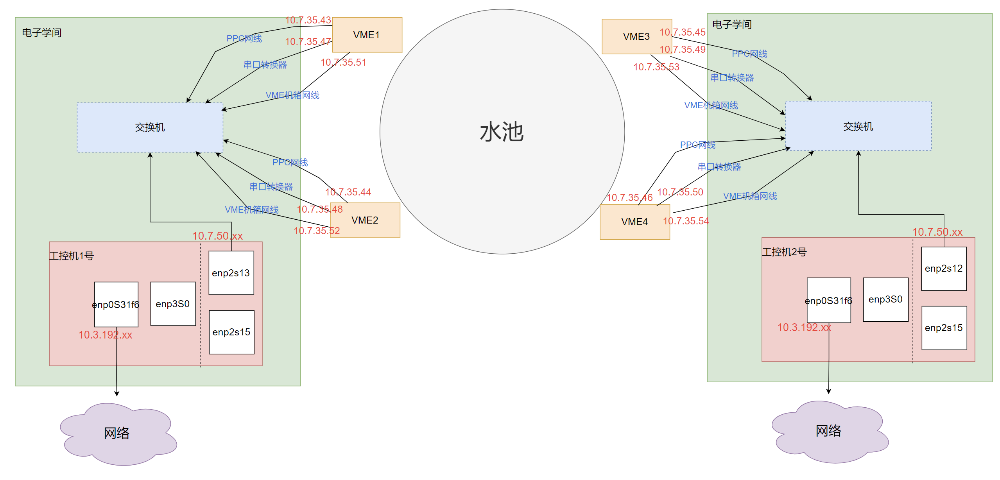 电子学间
10.7.35.43
PPC网线
10.7.35.47
串口转换器
10.7.35.51
VME机箱网线
VME1
交换机
PPC网线
10.7.35.44
串口转换器
10.7.35.48
VME机箱网线
10.7.35.52
VME2
10.7.50.xx
工控机1号
enp2s13
enp0S31f6
enp3S0
enp2s15
10.3.192.xx
网络
水池
VME3
10.7.35.45
10.7.35.49
10.7.35.53
电子学间
PPC网线
串口转换器
VME机箱网线
交换机
PPC网线
串口转换器
10.7.35.46
10.7.35.50
VME机箱网线
VME4
10.7.35.54
10.7.50.xx
工控机2号
enp2s12
enp0S31f6
enp3S0
enp2s15
10.3.192.xx
网络